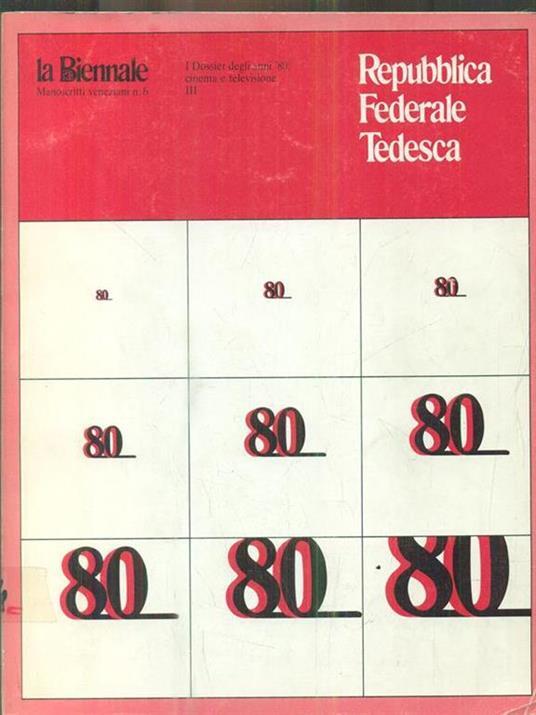 la Biennale
Manoscritti veneziani n. 6
I Dossier degli anni '80:
cinema e televisione
III
Repubblica
Federale
Tedesca
80
80
80
80
80
80
80
80
80